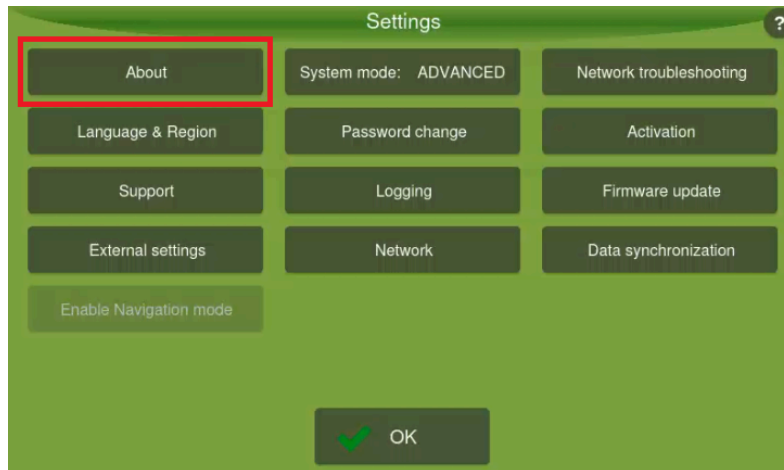 Settings
?
About
System mode: ADVANCED
Network troubleshooting
Language & Region
Password change
Activation
Support
Logging
Firmware update
External settings
Network
Data synchronization
Enable Navigation mode
OK